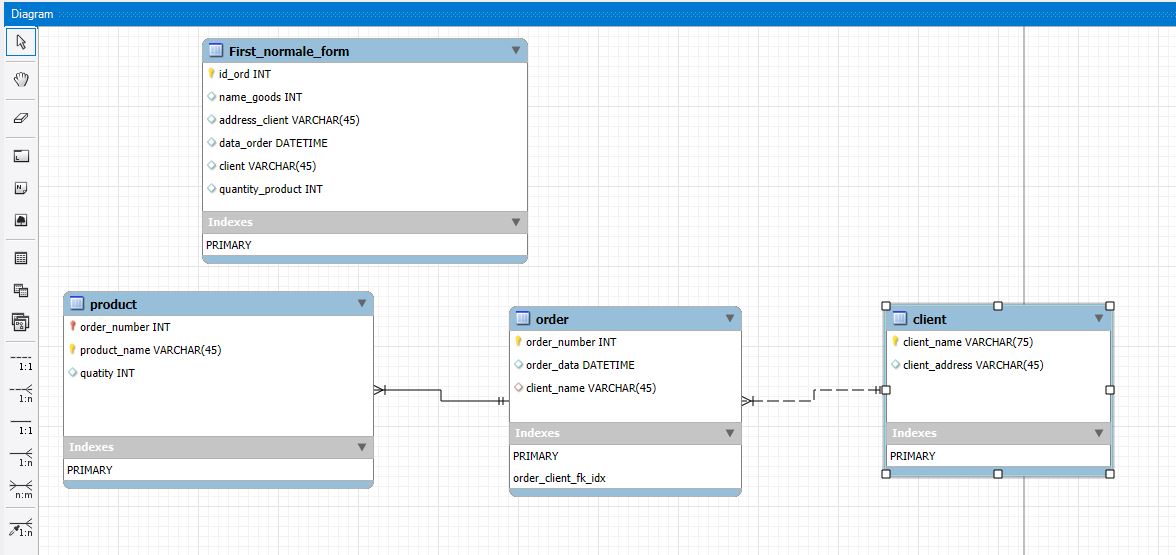 Diagram
First_normale_form
id_ord INT
name_goods INT
address_client VARCHAR(45)
data_order DATETIME
client VARCHAR(45)
quantity_product INT
Indexes
PRIMARY
product
order_number INT
product_name VARCHAR(45)
quatity INT
Indexes
PRIMARY
order
order_number INT
order_data DATETIME
client_name VARCHAR(45)
Indexes
PRIMARY
order_client_fk_idx
client
client_name VARCHAR(75)
client_address VARCHAR(45)
Indexes
PRIMARY
1:1
1:n
1:1
1:n
n:m
1:n